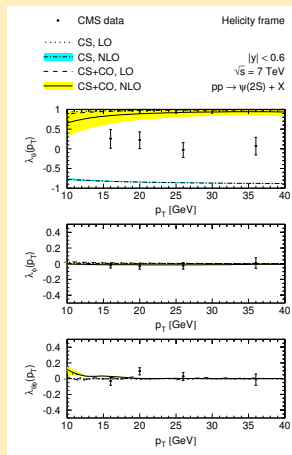 CMS data Helicity frame
CS, LO
CS, NLO |y| < 0.6
CS+CO, LO √s = 7 TeV
CS+CO, NLO pp → ψ(2S) + X
λθ(pT)
1
0.5
0
-0.5
-1
10 15 20 25 30 35 40
pT [GeV]
λφ(pT)
0.4
0.2
0
-0.2
-0.4
10 15 20 25 30 35 40
pT [GeV]
λθφ(pT)
0.4
0.2
0
-0.2
-0.4
10 15 20 25 30 35 40
pT [GeV]